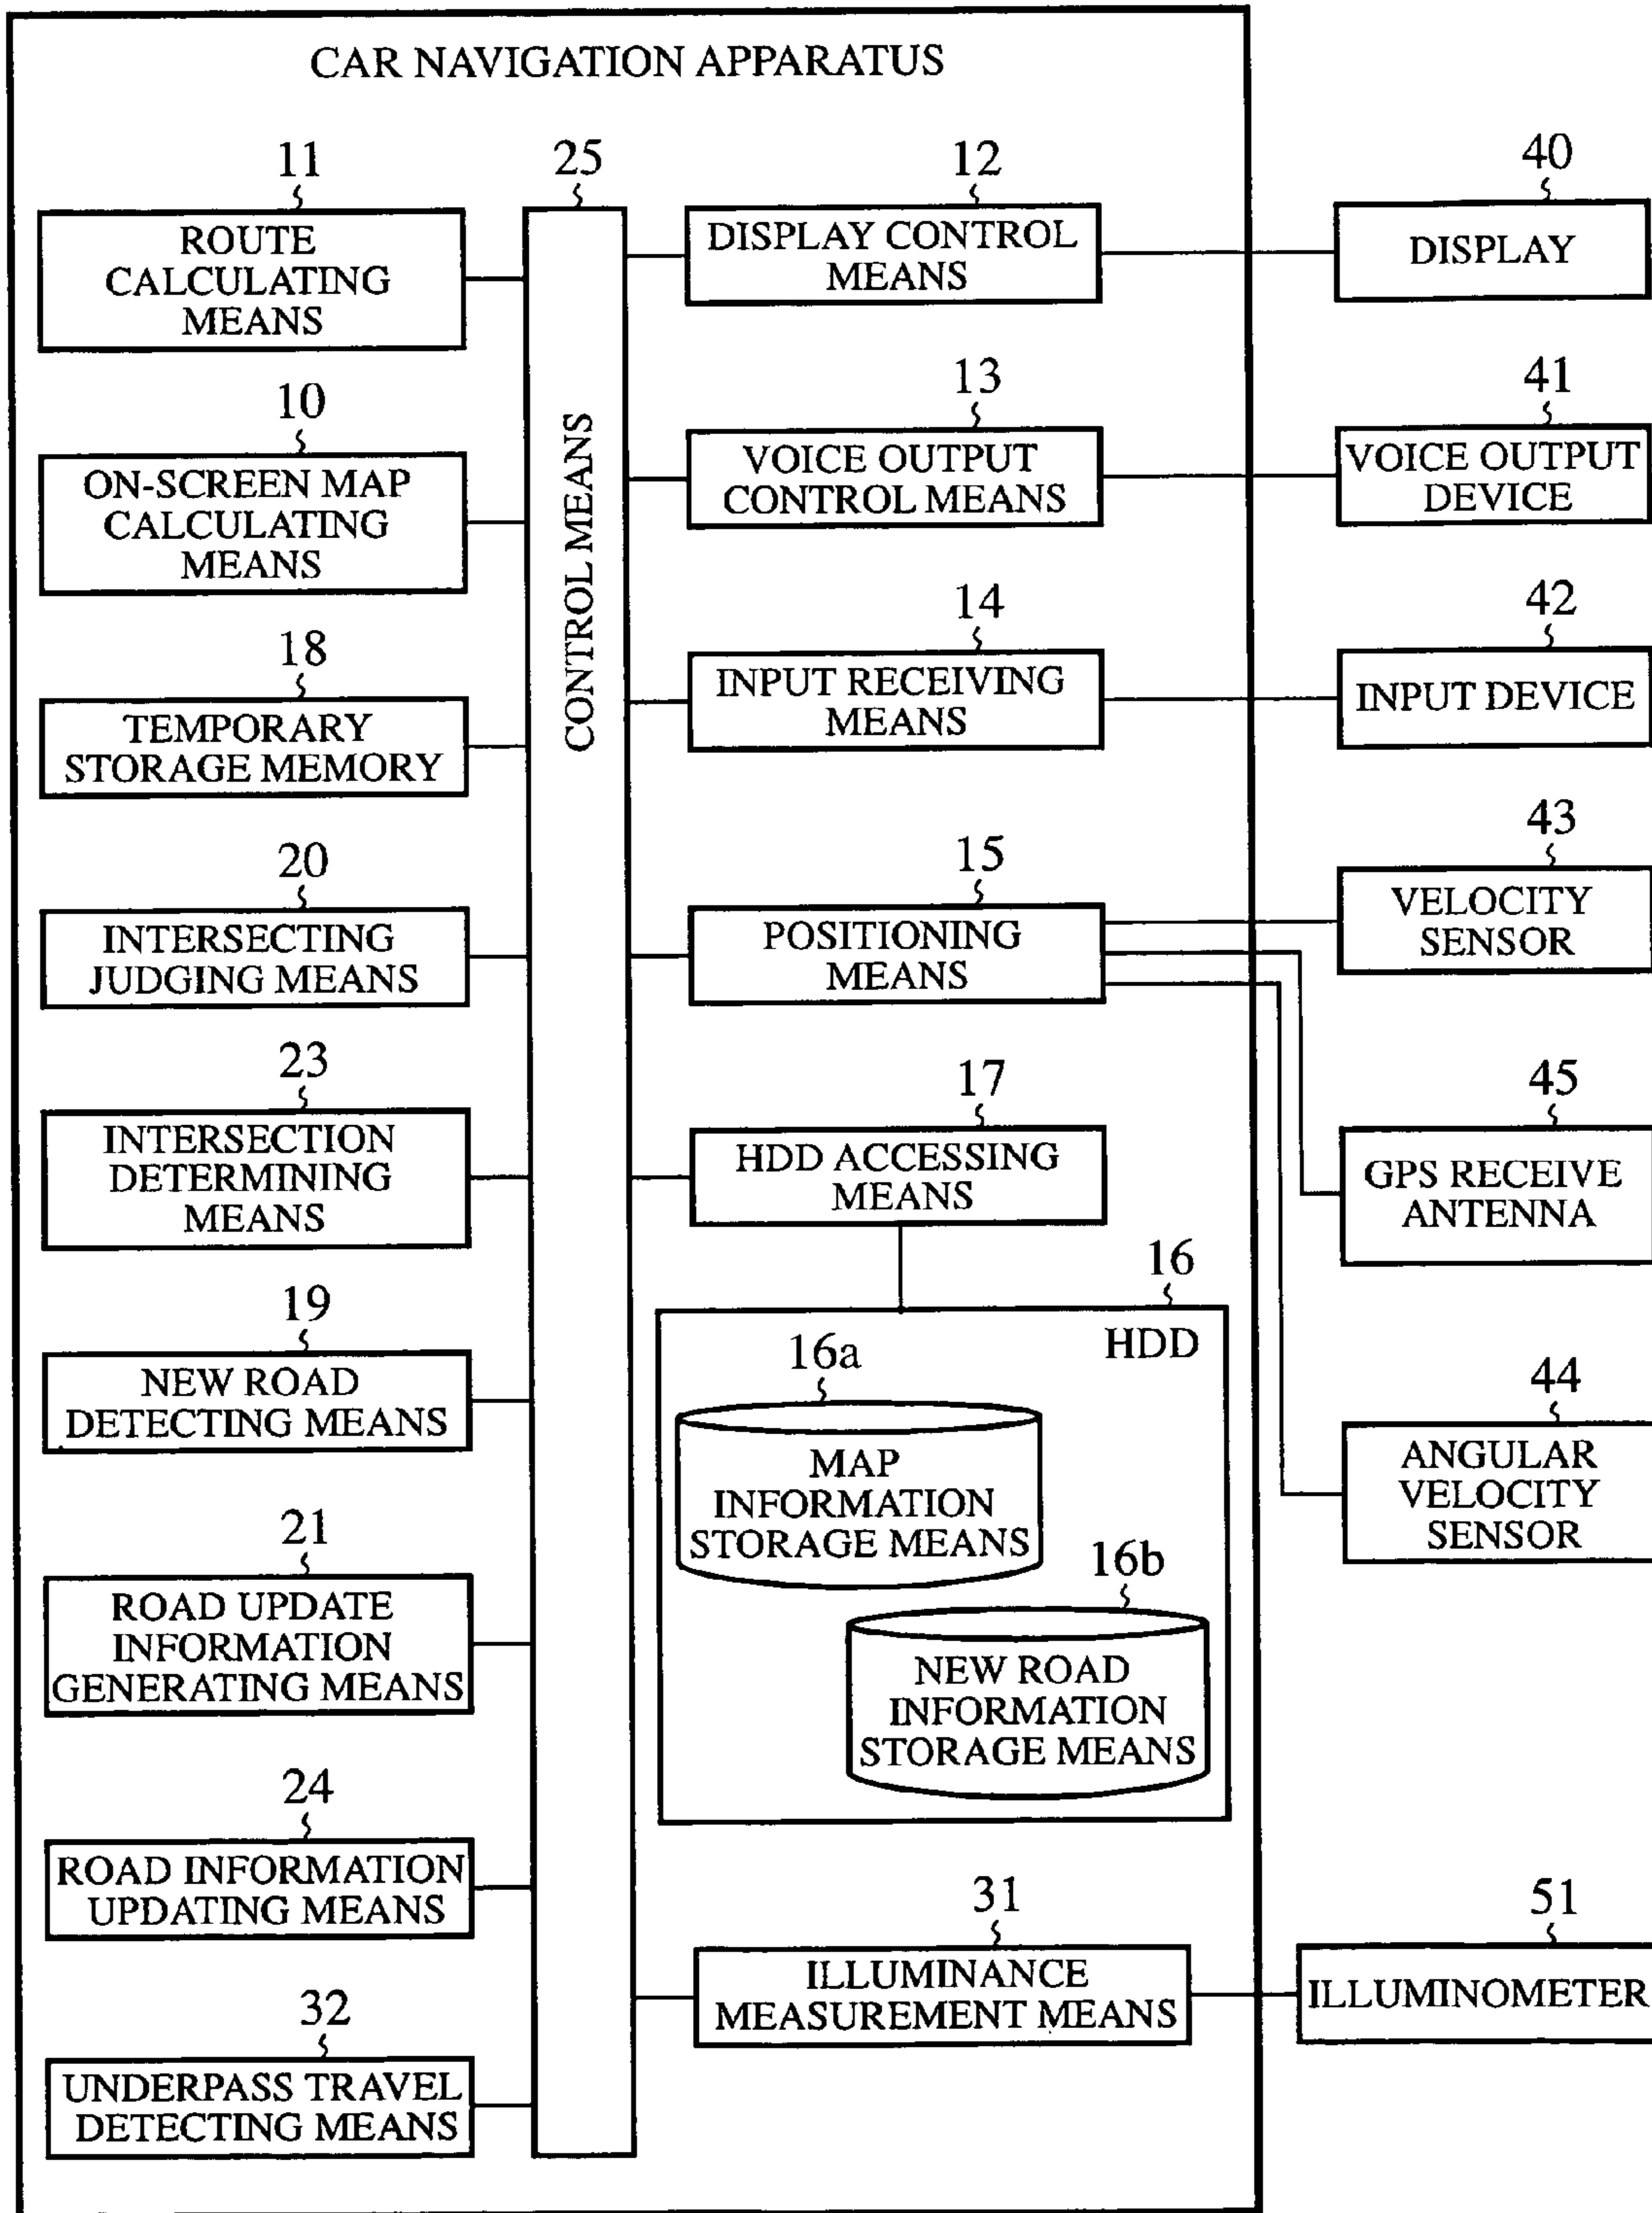 CAR NAVIGATION APPARATUS
11
ROUTE
CALCULATING
MEANS
10
ON-SCREEN MAP
CALCULATING
MEANS
18
TEMPORARY
STORAGE MEMORY
20
INTERSECTING
JUDGING MEANS
23
INTERSECTION
DETERMINING
MEANS
19
NEW ROAD
DETECTING MEANS
21
ROAD UPDATE
INFORMATION
GENERATING MEANS
24
ROAD INFORMATION
UPDATING MEANS
32
UNDERPASS TRAVEL
DETECTING MEANS
25
CONTROL MEANS
12
DISPLAY CONTROL
MEANS
13
VOICE OUTPUT
CONTROL MEANS
14
INPUT RECEIVING
MEANS
15
POSITIONING
MEANS
17
HDD ACCESSING
MEANS
16
HDD
16a
MAP
INFORMATION
STORAGE MEANS
16b
NEW ROAD
INFORMATION
STORAGE MEANS
31
ILLUMINANCE
MEASUREMENT MEANS
40
DISPLAY
41
VOICE OUTPUT
DEVICE
42
INPUT DEVICE
43
VELOCITY
SENSOR
45
GPS RECEIVE
ANTENNA
44
ANGULAR
VELOCITY
SENSOR
51
ILLUMINOMETER